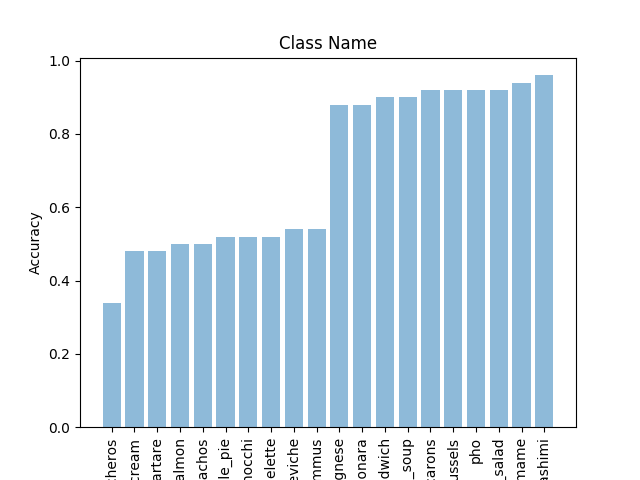 Class Name
Accuracy
1.0
0.8
0.6
0.4
0.2
0.0
cheros
cream
artare
almon
achos
le_pie
nocchi
elette
eviche
mmus
gnese
onara
dwich
_soup
arons
ussels
pho
_salad
mame
ashimi